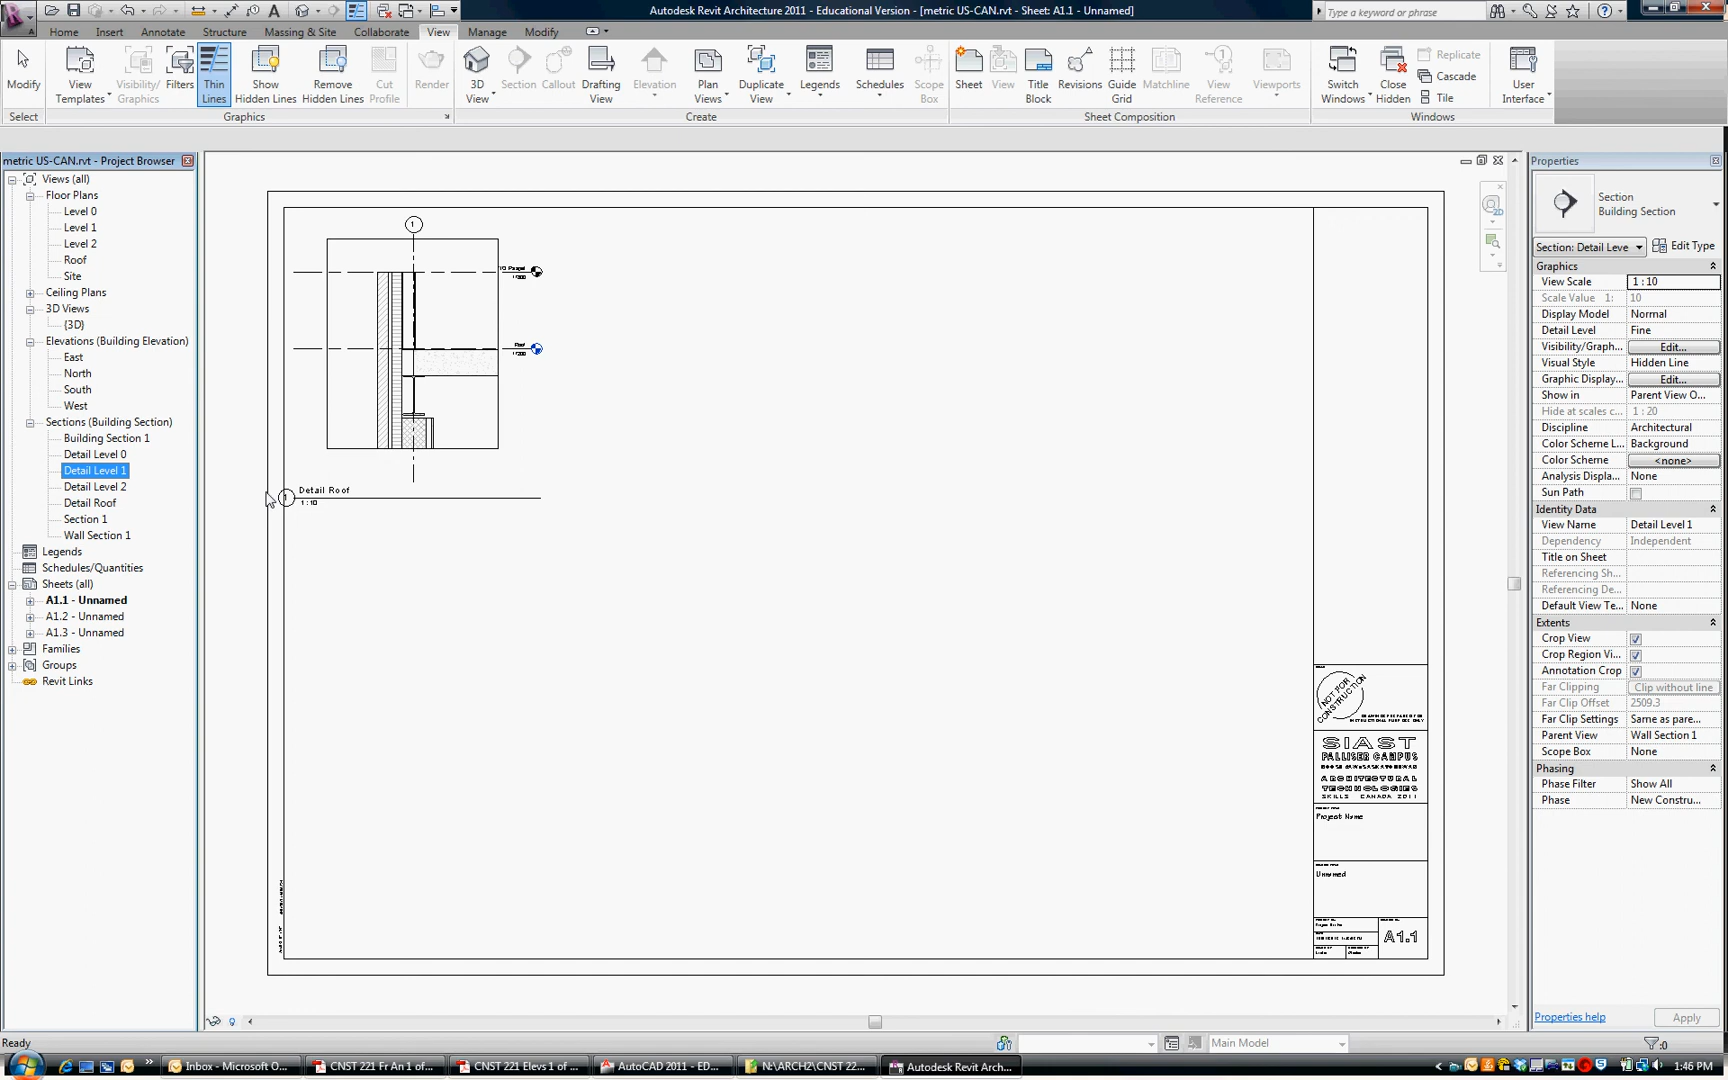 Autodesk Revit Architecture 2011 - Educational Version - [metric US-CAN.rvt - Sheet: A1.1 - Unnamed]
Type a keyword or phrase
Home Insert Annotate Structure Massing & Site Collaborate View Manage Modify
Modify
View Templates
Visibility/ Graphics
Filters
Thin Lines
Show Hidden Lines
Remove Hidden Lines
Cut Profile
Render
3D View
Section
Callout
Drafting View
Elevation
Plan Views
Duplicate View
Legends
Schedules
Scope Box
Sheet
View
Title Block
Revisions
Guide Grid
Matchline
View Reference
Viewports
Switch Windows
Close Hidden
Replicate
Cascade
Tile
User Interface
Select Graphics Create Sheet Composition Windows
metric US-CAN.rvt - Project Browser
Views (all)
Floor Plans
Level 0
Level 1
Level 2
Roof
Site
Ceiling Plans
3D Views
{3D}
Elevations (Building Elevation)
East
North
South
West
Sections (Building Section)
Building Section 1
Detail Level 0
Detail Level 1
Detail Level 2
Detail Roof
Section 1
Wall Section 1
Legends
Schedules/Quantities
Sheets (all)
A1.1 - Unnamed
A1.2 - Unnamed
A1.3 - Unnamed
Families
Groups
Revit Links
1
Roof
1
Detail Roof
1 : 10
NOT FOR CONSTRUCTION
SIAST
PALLISER CAMPUS
ARCHITECTURAL
TECHNOLOGIES
SKILLS CANADA 2011
Project Name
Unnamed
A1.1
Properties
Section
Building Section
Section: Detail Leve
Edit Type
Graphics
View Scale 1 : 10
Scale Value 1: 10
Display Model Normal
Detail Level Fine
Visibility/Graph... Edit...
Visual Style Hidden Line
Graphic Display... Edit...
Show in Parent View O...
Hide at scales c... 1 : 20
Discipline Architectural
Color Scheme L... Background
Color Scheme <none>
Analysis Displa... None
Sun Path
Identity Data
View Name Detail Level 1
Dependency Independent
Title on Sheet
Referencing Sh...
Referencing De...
Default View Te... None
Extents
Crop View
Crop Region Vi...
Annotation Crop
Far Clipping Clip without line
Far Clip Offset 2509.3
Far Clip Settings Same as pare...
Parent View Wall Section 1
Scope Box None
Phasing
Phase Filter Show All
Phase New Constru...
Properties help
Apply
Ready
Main Model
:0
Inbox - Microsoft O...
CNST 221 Fr An 1 of...
CNST 221 Elevs 1 of ...
AutoCAD 2011 - ED...
N:\ARCH2\CNST 22...
Autodesk Revit Arch...
1:46 PM